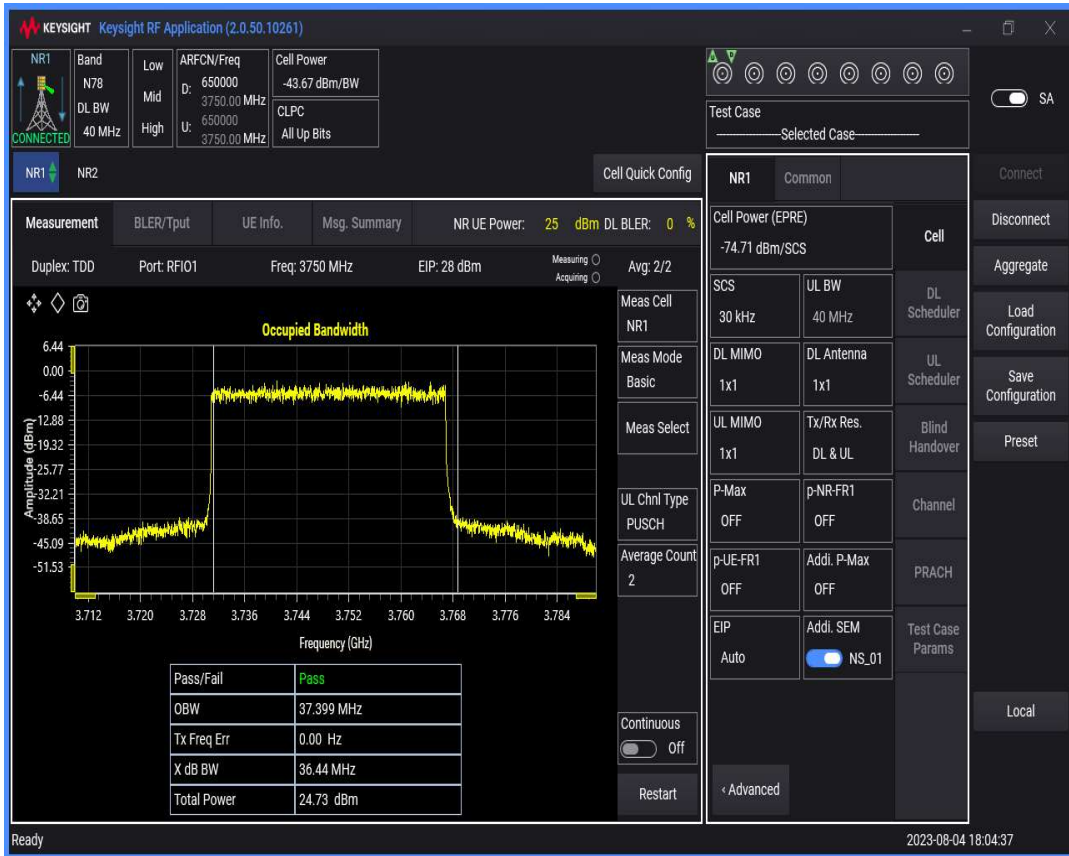 KEYSIGHT Keysight RF Application (2.0.50.10261)
NR1
CONNECTED
Band
N78
DL BW
40 MHz
Low
Mid
High
ARFCN/Freq
D: 650000
3750.00 MHz
U: 650000
3750.00 MHz
Cell Power
-43.67 dBm/BW
CLPC
All Up Bits
Test Case
Selected Case
SA
NR1
NR2
Cell Quick Config
Measurement
BLER/Tput
UE Info.
Msg. Summary
NR UE Power: 25 dBm DL BLER: 0 %
Duplex: TDD
Port: RFIO1
Freq: 3750 MHz
EIP: 28 dBm
Measuring
Acquiring
Avg: 2/2
Occupied Bandwidth
Amplitude (dBm)
6.44
0.00
-6.44
-12.88
-19.32
-25.77
-32.21
-38.65
-45.09
-51.53
3.712 3.720 3.728 3.736 3.744 3.752 3.760 3.768 3.776 3.784
Frequency (GHz)
Pass/Fail Pass
OBW 37.399 MHz
Tx Freq Err 0.00 Hz
X dB BW 36.44 MHz
Total Power 24.73 dBm
Meas Cell
NR1
Meas Mode
Basic
Meas Select
UL Chnl Type
PUSCH
Average Count
2
Continuous
Off
Restart
NR1
Common
Cell Power (EPRE)
-74.71 dBm/SCS
SCS
30 kHz
UL BW
40 MHz
DL MIMO
1x1
DL Antenna
1x1
UL MIMO
1x1
Tx/Rx Res.
DL & UL
P-Max
OFF
p-NR-FR1
OFF
p-UE-FR1
OFF
Addi. P-Max
OFF
EIP
Auto
Addi. SEM
NS_01
‹ Advanced
Cell
DL
Scheduler
UL
Scheduler
Blind
Handover
Channel
PRACH
Test Case
Params
Connect
Disconnect
Aggregate
Load
Configuration
Save
Configuration
Preset
Local
Ready
2023-08-04 18:04:37